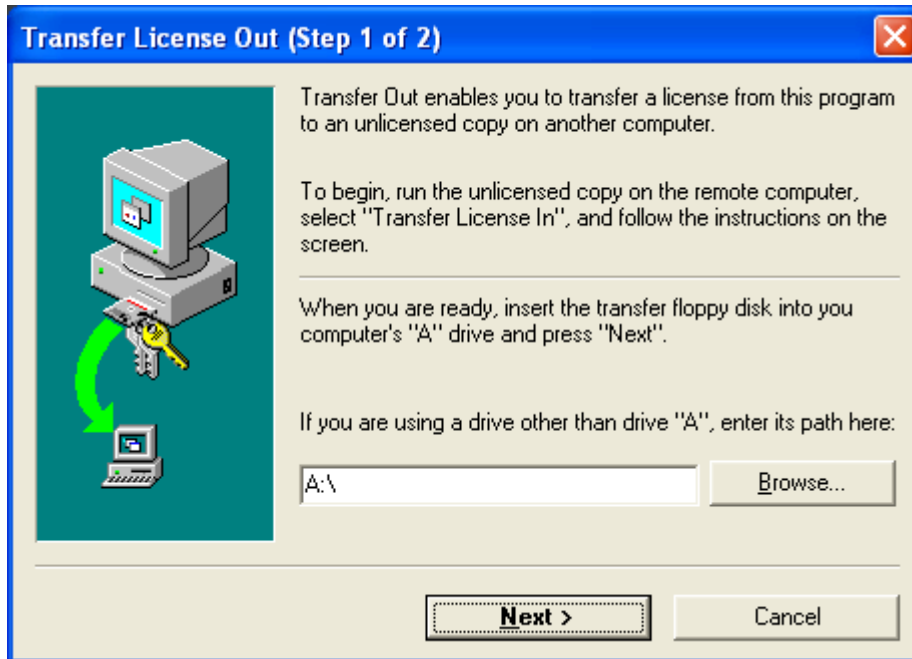 Transfer License Out (Step 1 of 2)
Transfer Out enables you to transfer a license from this program
to an unlicensed copy on another computer.
To begin, run the unlicensed copy on the remote computer,
select "Transfer License In", and follow the instructions on the
screen.
When you are ready, insert the transfer floppy disk into you
computer's "A" drive and press "Next".
If you are using a drive other than drive "A", enter its path here:
A:\
Browse...
Next >
Cancel